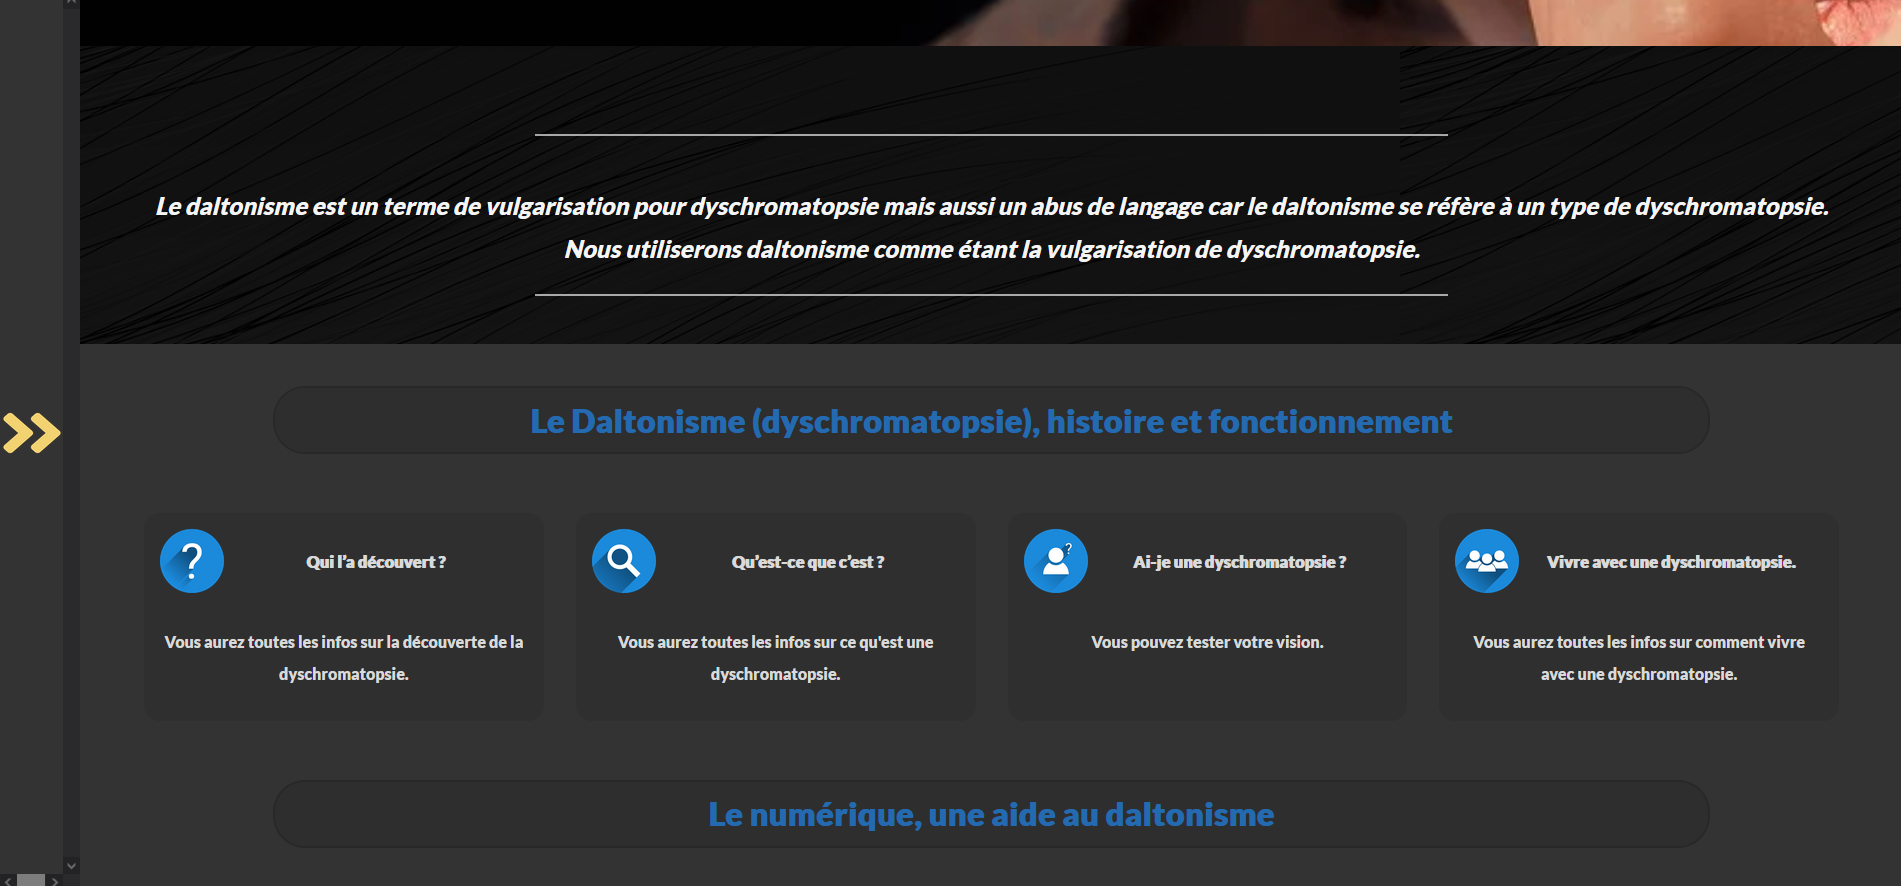 Le daltonisme est un terme de vulgarisation pour dyschromatopsie mais aussi un abus de langage car le daltonisme se réfère à un type de dyschromatopsie.
Nous utiliserons daltonisme comme étant la vulgarisation de dyschromatopsie.
Le Daltonisme (dyschromatopsie), histoire et fonctionnement
Qui l'a découvert ?
Vous aurez toutes les infos sur la découverte de la
dyschromatopsie.
Qu'est-ce que c'est ?
Vous aurez toutes les infos sur ce qu'est une
dyschromatopsie.
Ai-je une dyschromatopsie ?
Vous pouvez tester votre vision.
Vivre avec une dyschromatopsie.
Vous aurez toutes les infos sur comment vivre
avec une dyschromatopsie.
Le numérique, une aide au daltonisme